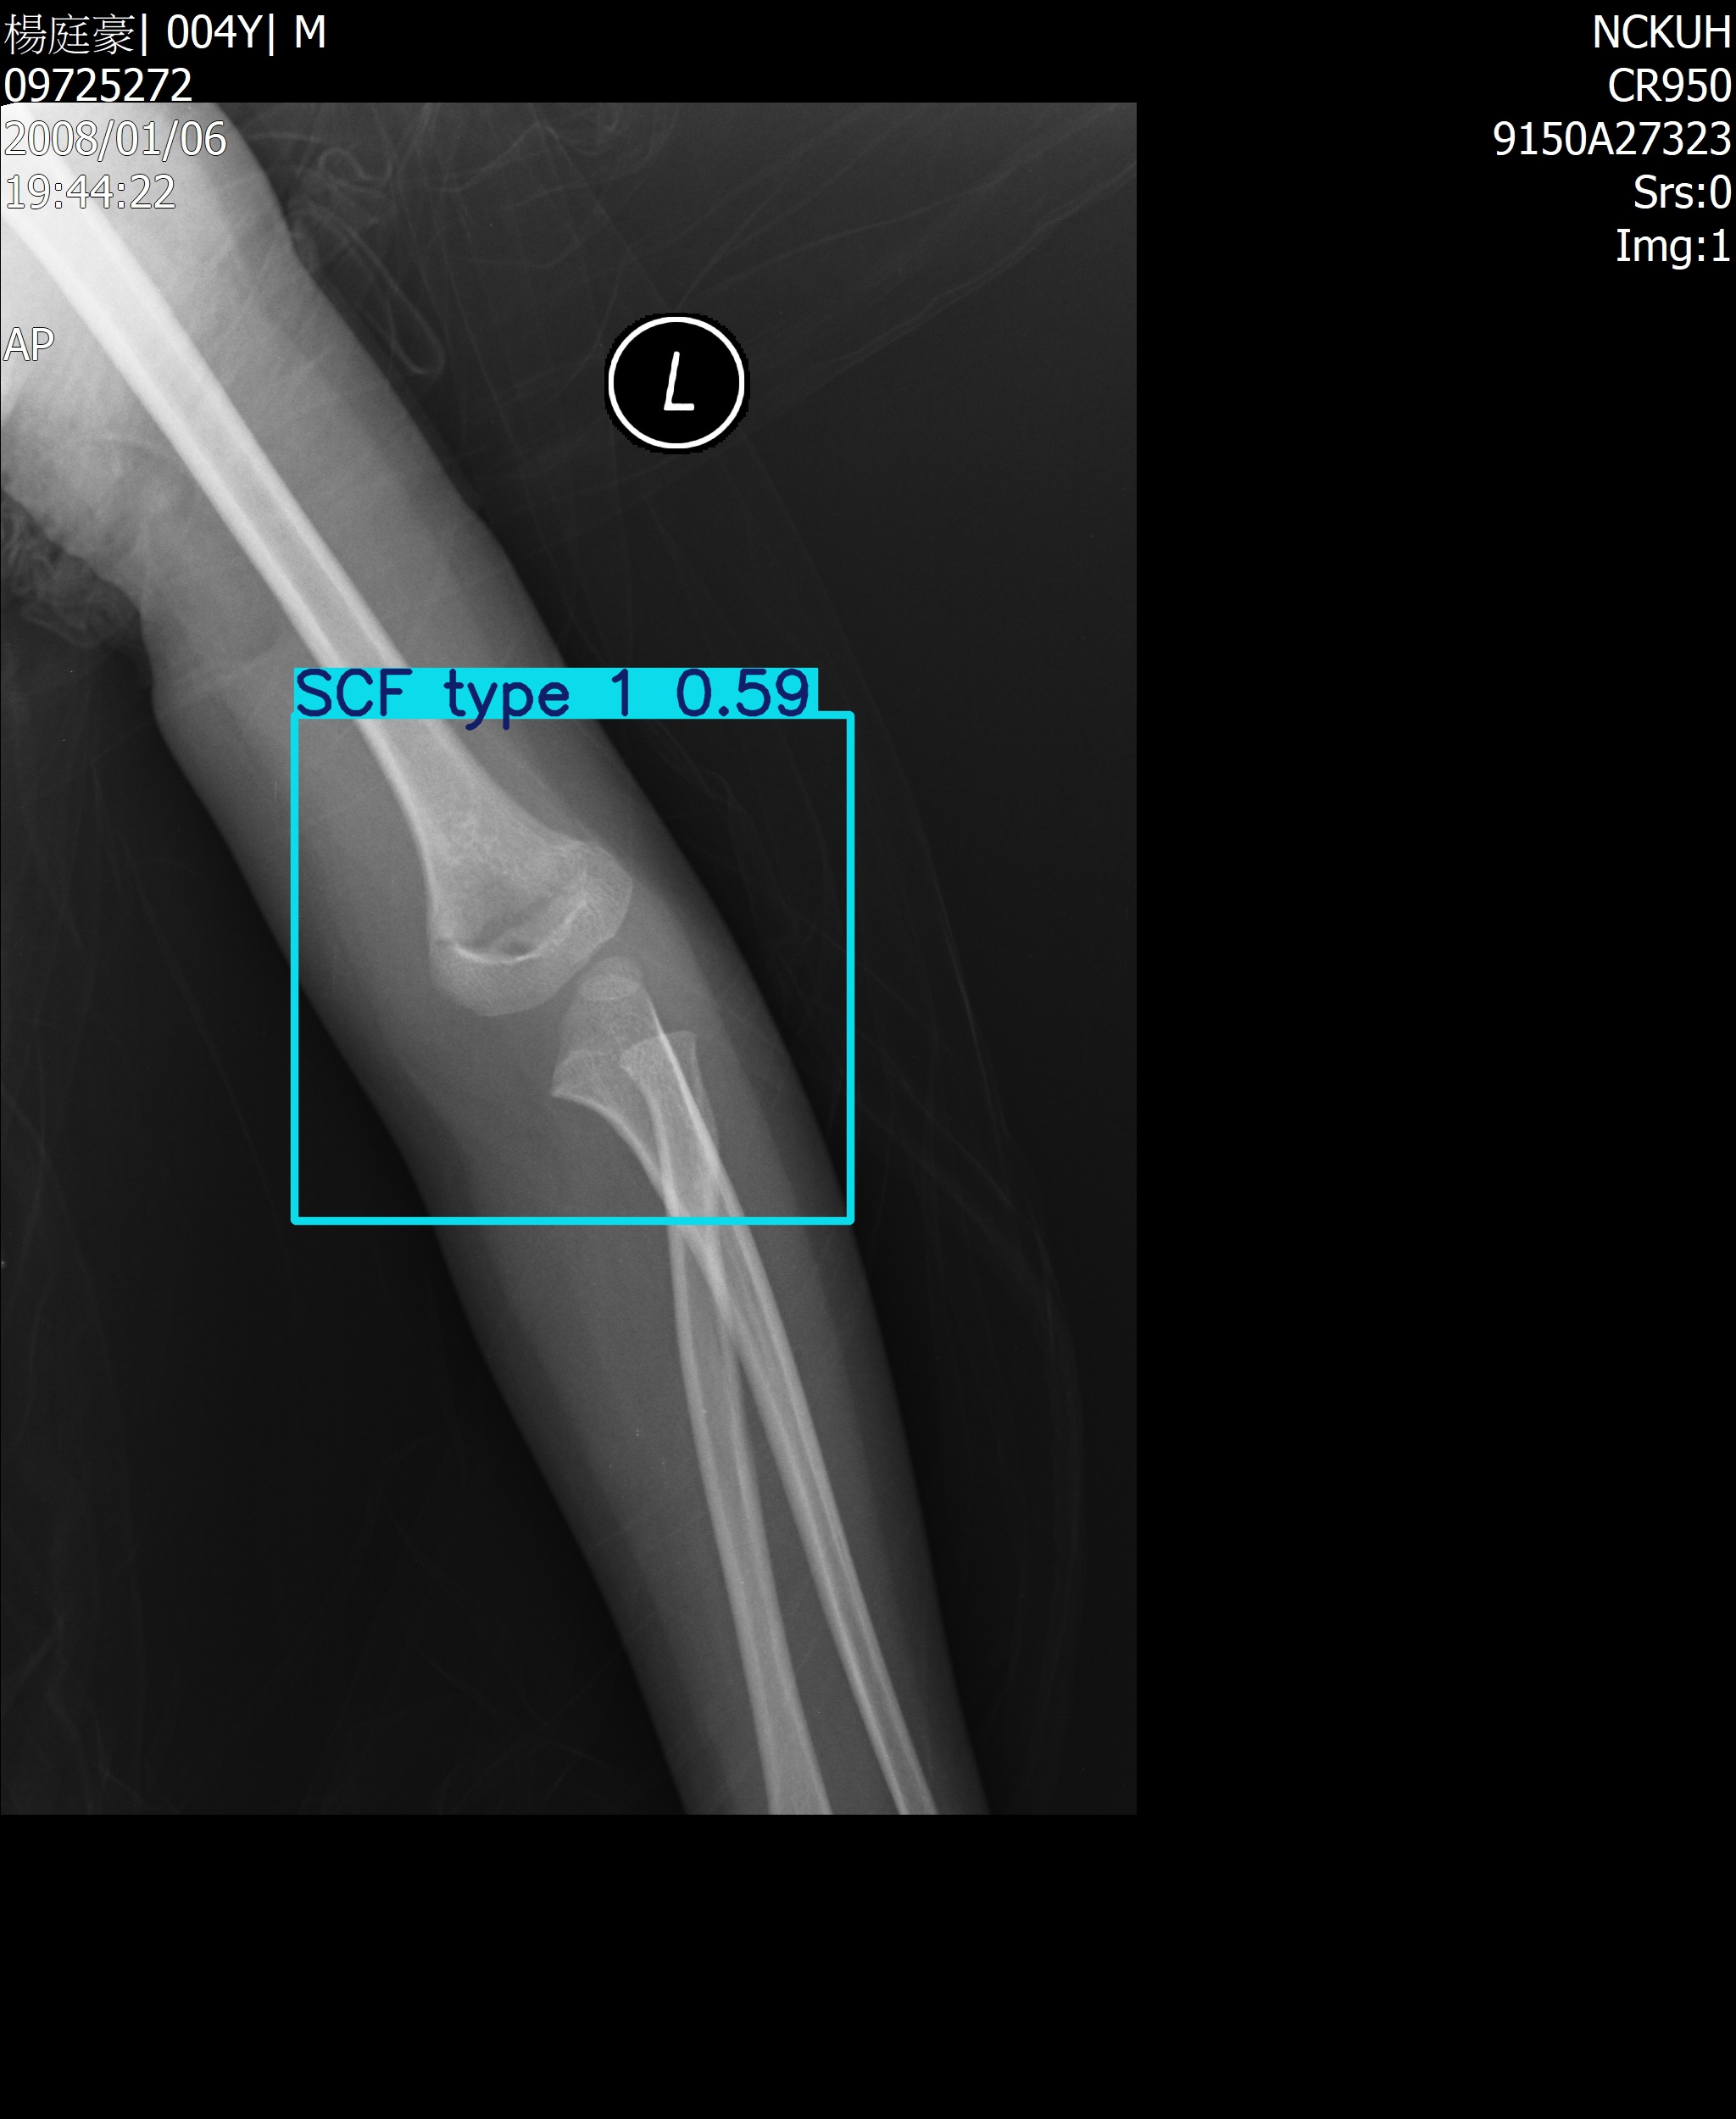 楊庭豪| 004Y| M
09725272
2008/01/06
19:44:22
AP
NCKUH
CR950
9150A27323
Srs:0
Img:1
L
SCF type 1 0.59